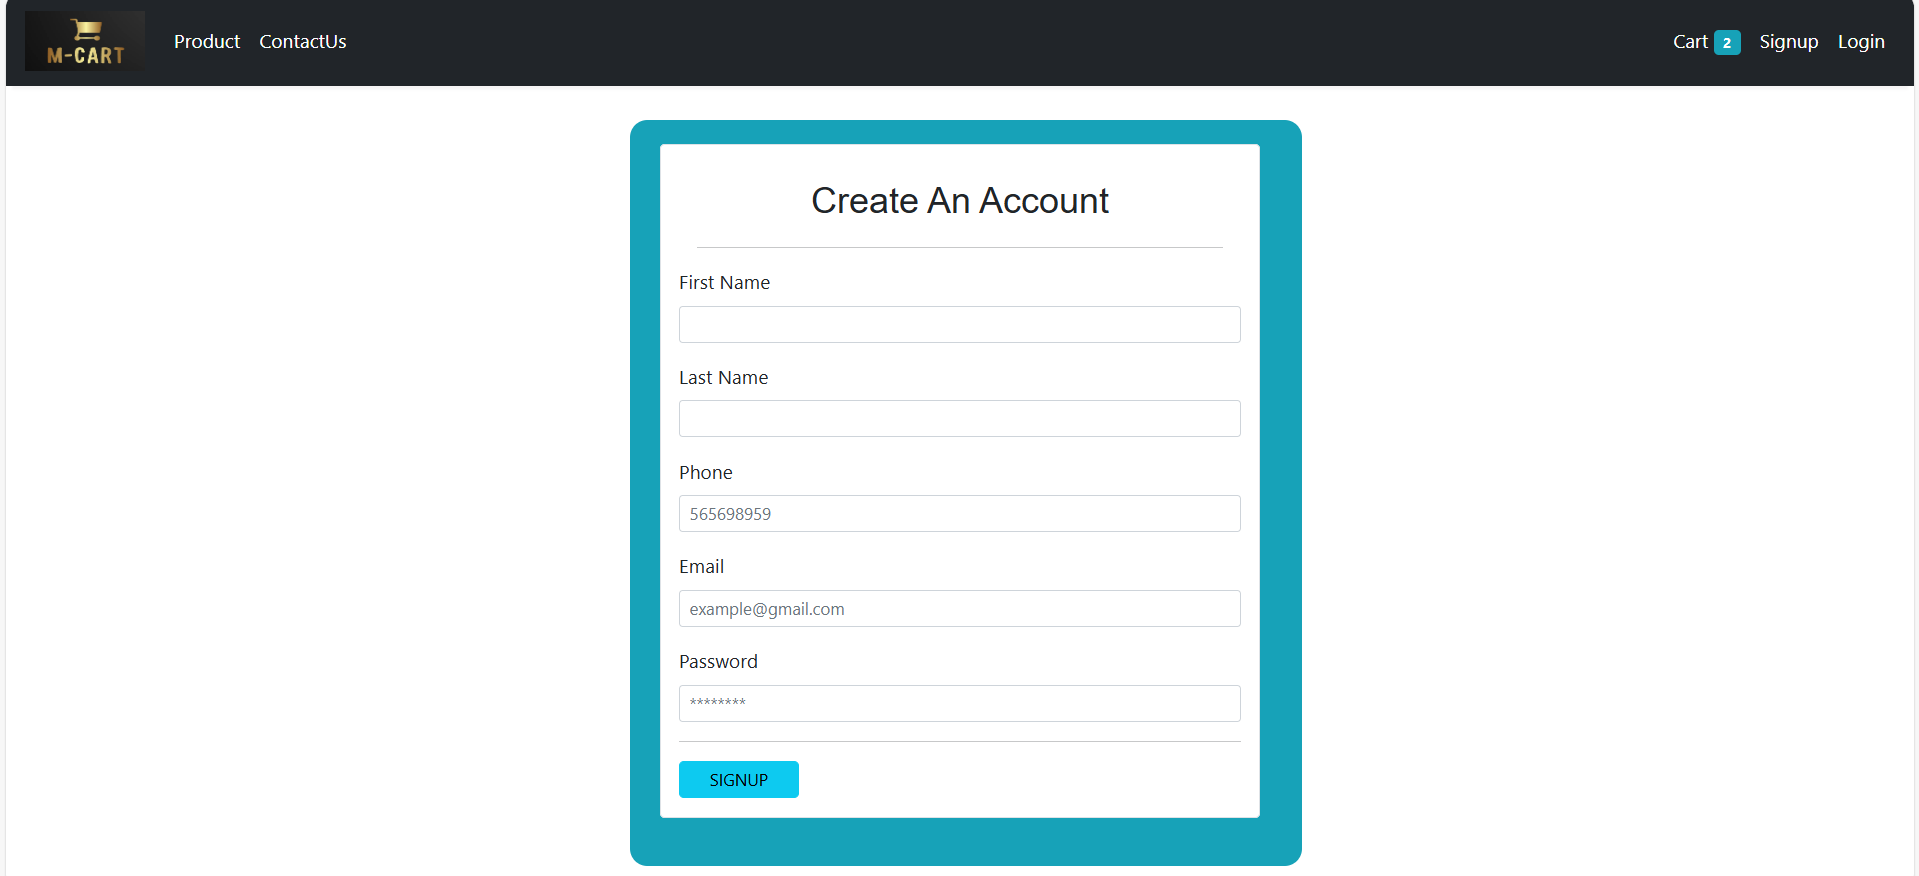 M-CART
Product ContactUs Cart 2 Signup Login
Create An Account
First Name
Last Name
Phone
565698959
Email
example@gmail.com
Password
********
SIGNUP